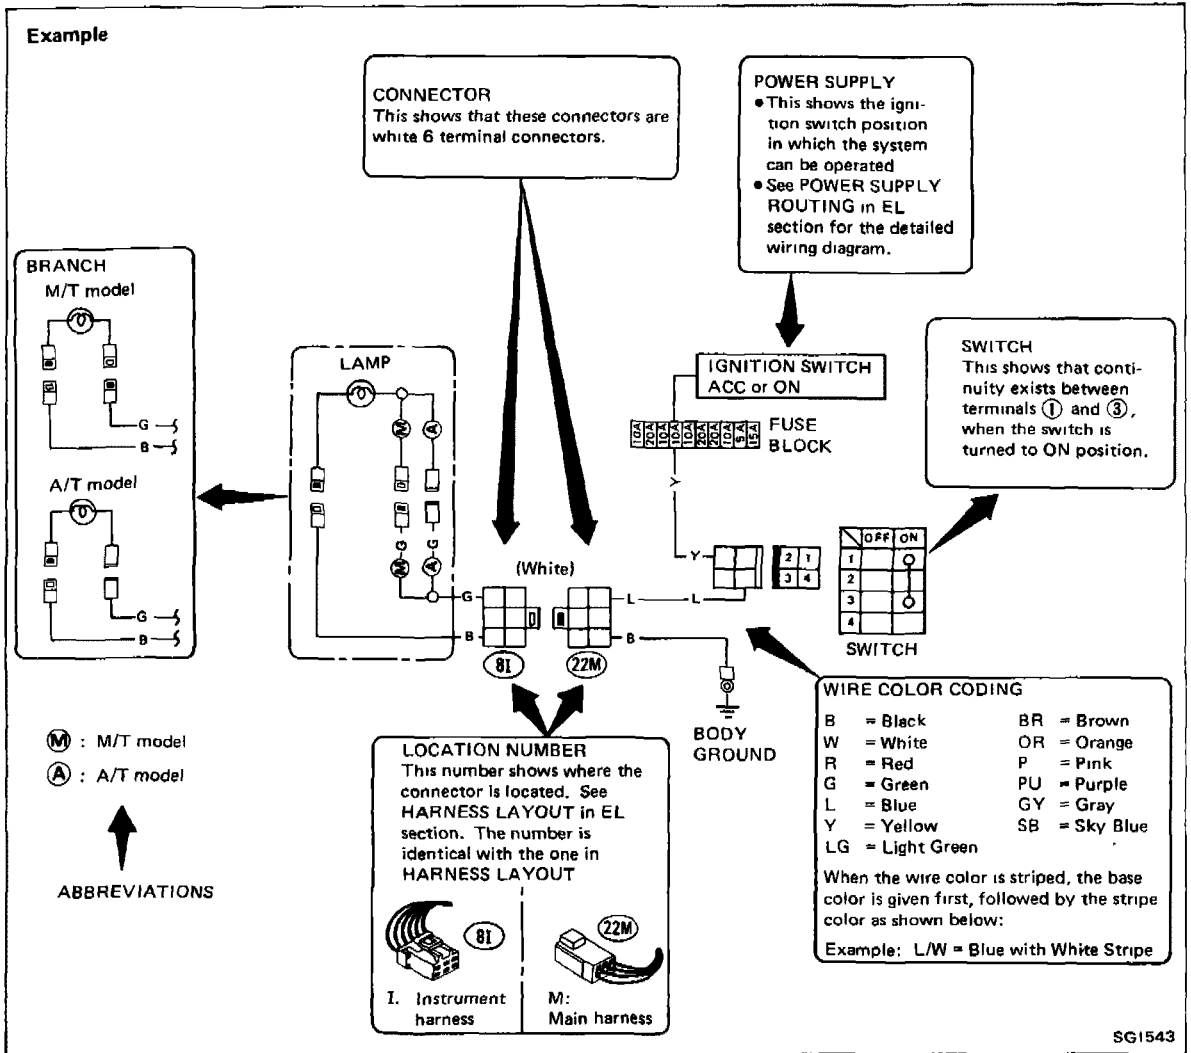 Example
CONNECTOR
This shows that these connectors are
white 6 terminal connectors.
POWER SUPPLY
• This shows the igni-
tion switch position
in which the system
can be operated
• See POWER SUPPLY
ROUTING in EL
section for the detailed
wiring diagram.
BRANCH
M/T model
G
B
A/T model
G
B
LAMP
M A
G G
M A
IGNITION SWITCH
ACC or ON
10A 20A 10A 10A 10A 20A 20A 10A 5A 15A
FUSE
BLOCK
Y
SWITCH
This shows that conti-
nuity exists between
terminals ① and ③,
when the switch is
turned to ON position.
(White)
G
B
8I
22M
L L
B
Y
2 1
3 4
OFF ON
1
2
3
4
SWITCH
BODY
GROUND
Ⓜ : M/T model
Ⓐ : A/T model
ABBREVIATIONS
LOCATION NUMBER
This number shows where the
connector is located. See
HARNESS LAYOUT in EL
section. The number is
identical with the one in
HARNESS LAYOUT
8I
22M
I. Instrument
harness
M:
Main harness
WIRE COLOR CODING
B = Black BR = Brown
W = White OR = Orange
R = Red P = Pink
G = Green PU = Purple
L = Blue GY = Gray
Y = Yellow SB = Sky Blue
LG = Light Green
When the wire color is striped, the base
color is given first, followed by the stripe
color as shown below:
Example: L/W = Blue with White Stripe
SG1543